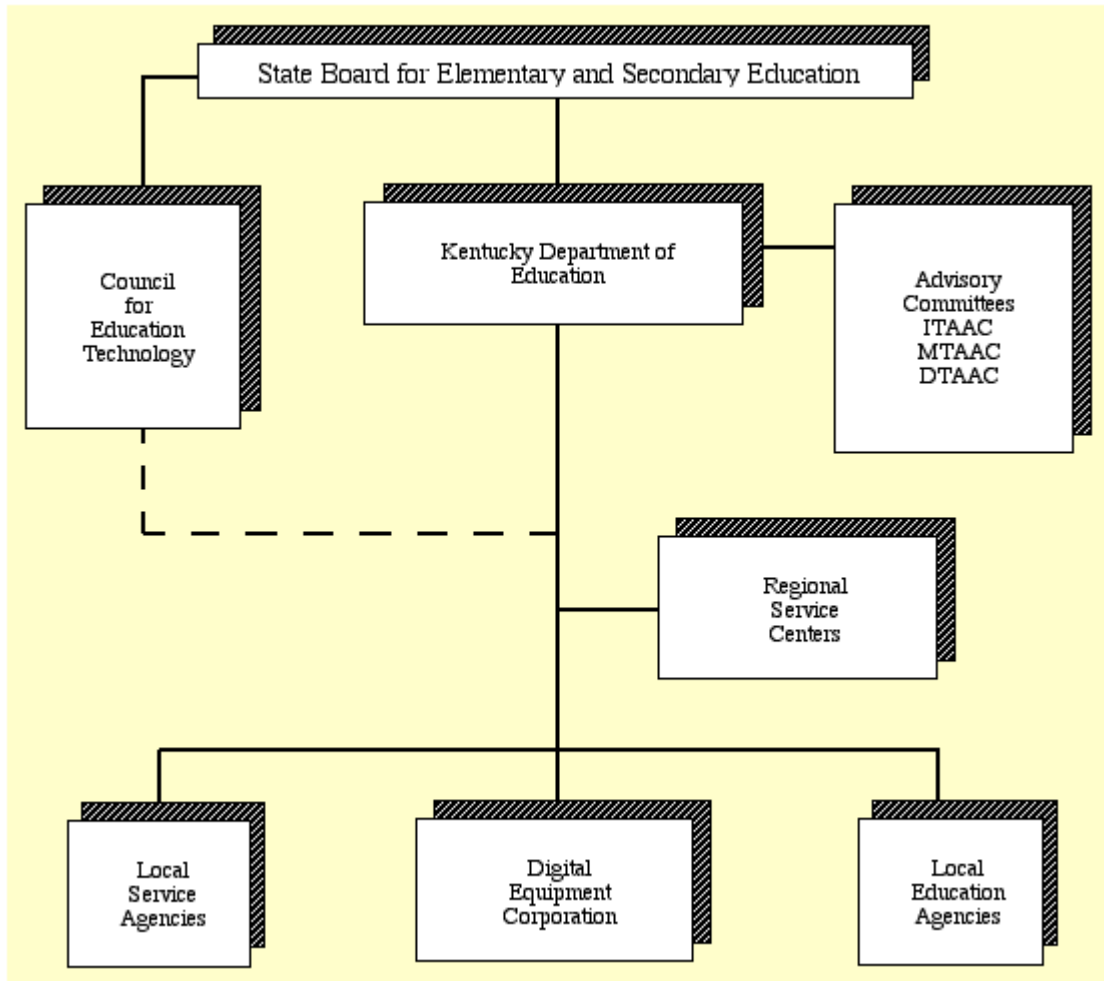 State Board for Elementary and Secondary Education
Council
for
Education
Technology
Kentucky Department of
Education
Advisory
Committees
ITAAC
MTAAC
DTAAC
Regional
Service
Centers
Local
Service
Agencies
Digital
Equipment
Corporation
Local
Education
Agencies